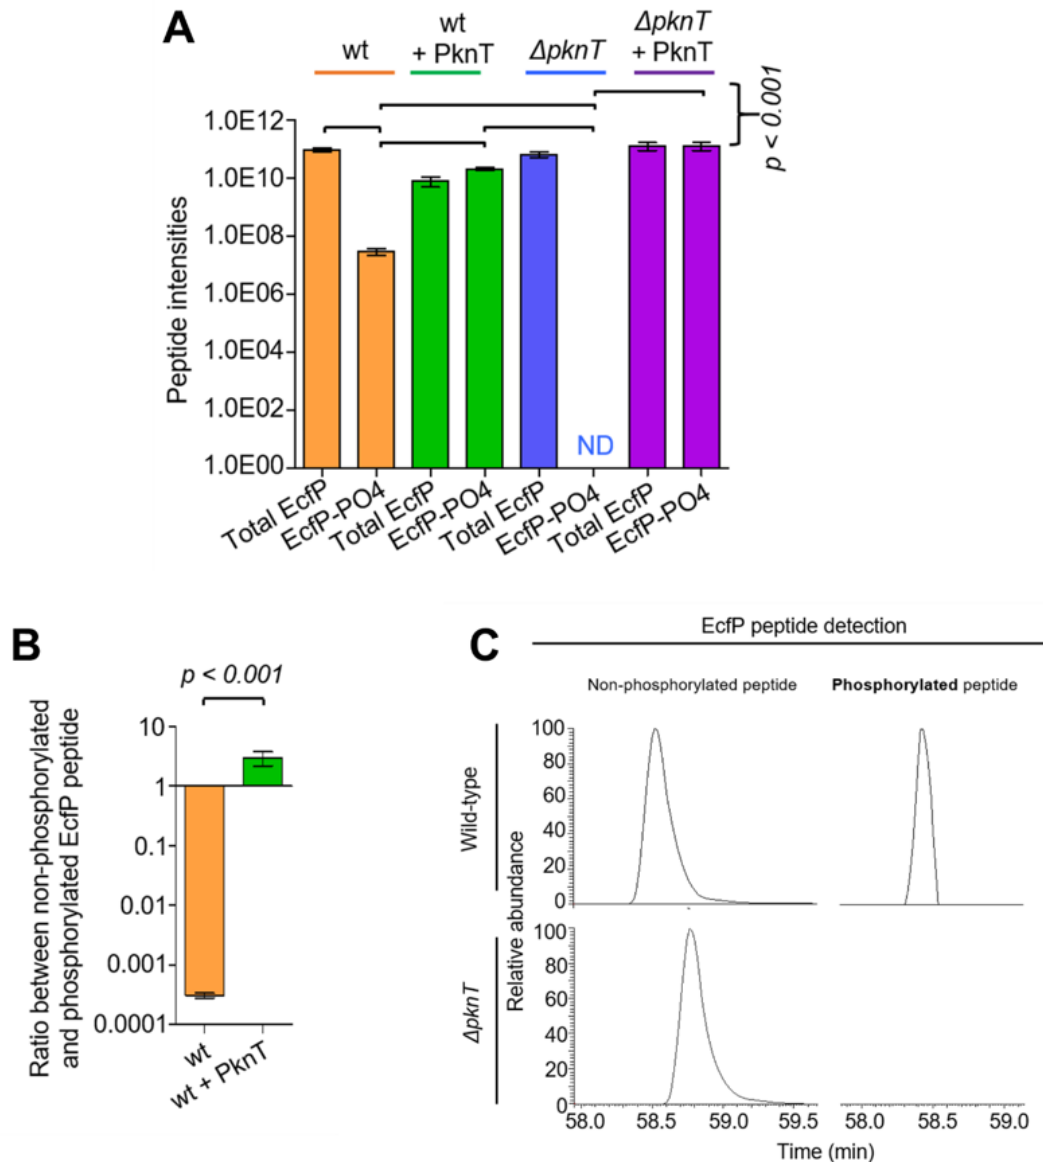 A
wt
wt
+ PknT
ΔpknT
ΔpknT
+ PknT
p < 0.001
Peptide intensities
1.0E12
1.0E10
1.0E08
1.0E06
1.0E04
1.0E02
1.0E00
ND
Total EcfP
EcfP-PO4
Total EcfP
EcfP-PO4
Total EcfP
EcfP-PO4
Total EcfP
EcfP-PO4
B
p < 0.001
Ratio between non-phosphorylated
and phosphorylated EcfP peptide
10
1
0.1
0.01
0.001
0.0001
wt
wt + PknT
C
EcfP peptide detection
Non-phosphorylated peptide
Phosphorylated peptide
Wild-type
ΔpknT
Relative abundance
100
80
60
40
20
0
100
80
60
40
20
0
58.0 58.5 59.0 59.5
58.0 58.5 59.0
Time (min)